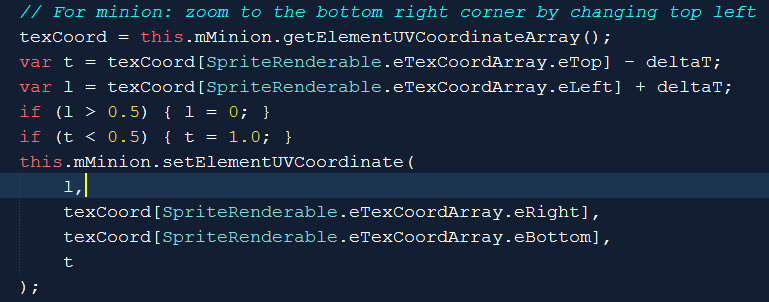 // For minion: zoom to the bottom right corner by changing top left
texCoord = this.mMinion.getElementUVCoordinateArray();
var t = texCoord[SpriteRenderable.eTexCoordArray.eTop] - deltaT;
var l = texCoord[SpriteRenderable.eTexCoordArray.eLeft] + deltaT;
if (l > 0.5) { l = 0; }
if (t < 0.5) { t = 1.0; }
this.mMinion.setElementUVCoordinate(
    l,
    texCoord[SpriteRenderable.eTexCoordArray.eRight],
    texCoord[SpriteRenderable.eTexCoordArray.eBottom],
    t
);